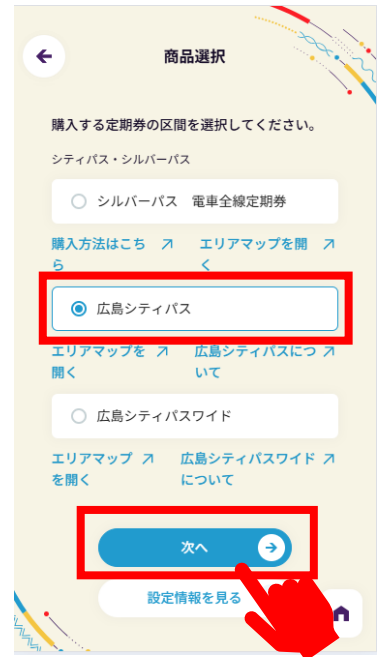 商品選択
購入する定期券の区間を選択してください。
シティパス・シルバーパス
シルバーパス　電車全線定期券
購入方法はこち　エリアマップを開
ら　く
広島シティパス
エリアマップを　広島シティパスにつ
開く　いて
広島シティパスワイド
エリアマップ　広島シティパスワイド
を開く　について
次へ
設定情報を見る